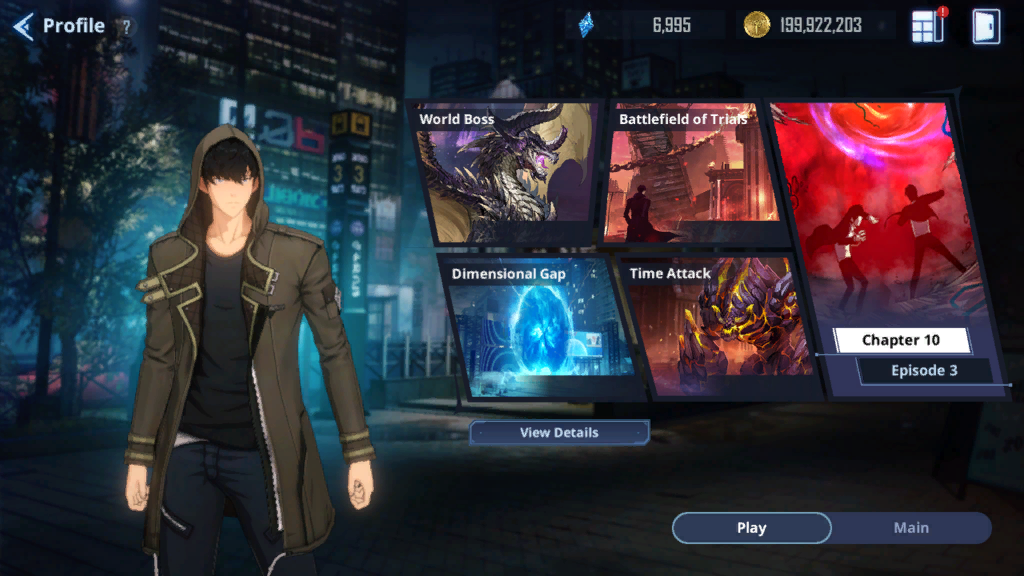 Profile ?
6,995
199,922,203
!
World Boss
Battlefield of Trials
Dimensional Gap
Time Attack
Chapter 10
Episode 3
View Details
Play
Main